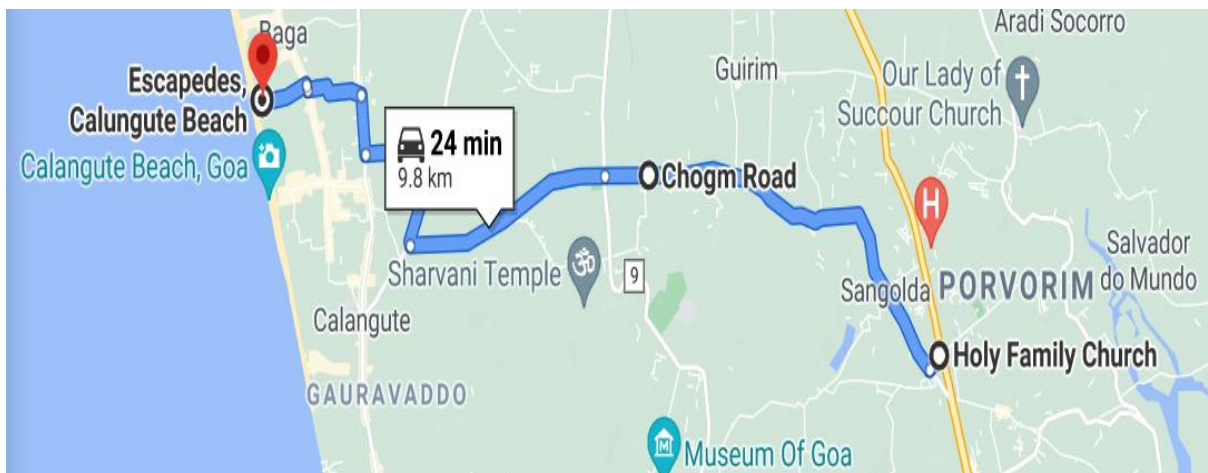 Baga
Aradi Socorro
Escapedes,
Calungute Beach
Guirim
Our Lady of
Succour Church
Calangute Beach, Goa
24 min
9.8 km
Chogm Road
H
Sharvani Temple
ॐ
9
Sangolda
PORVORIM
Salvador
do Mundo
Calangute
Holy Family Church
GAURAVADDO
M
Museum Of Goa